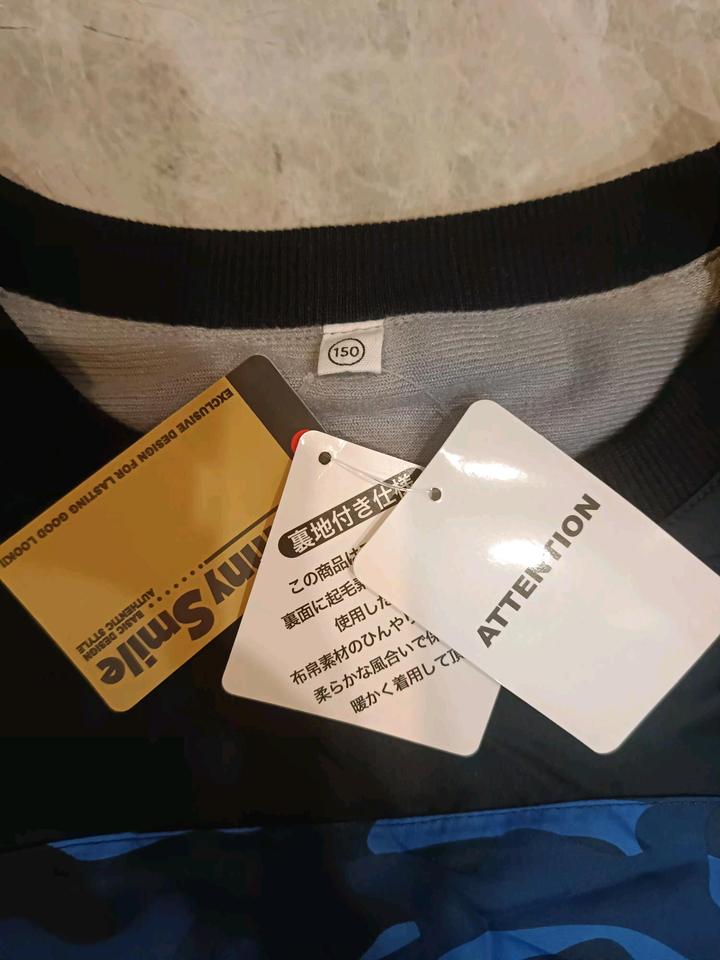 150
EXCLUSIVE DESIGN FOR LASTING GOOD
Smile
BASIC DESIGN
AUTHENTIC STYLE
裏地付き仕様
この商品は
裏面に起毛
使用した
布帛素材のひんやり
柔らかな風合いで
暖かく着用して頂
ATTENTION